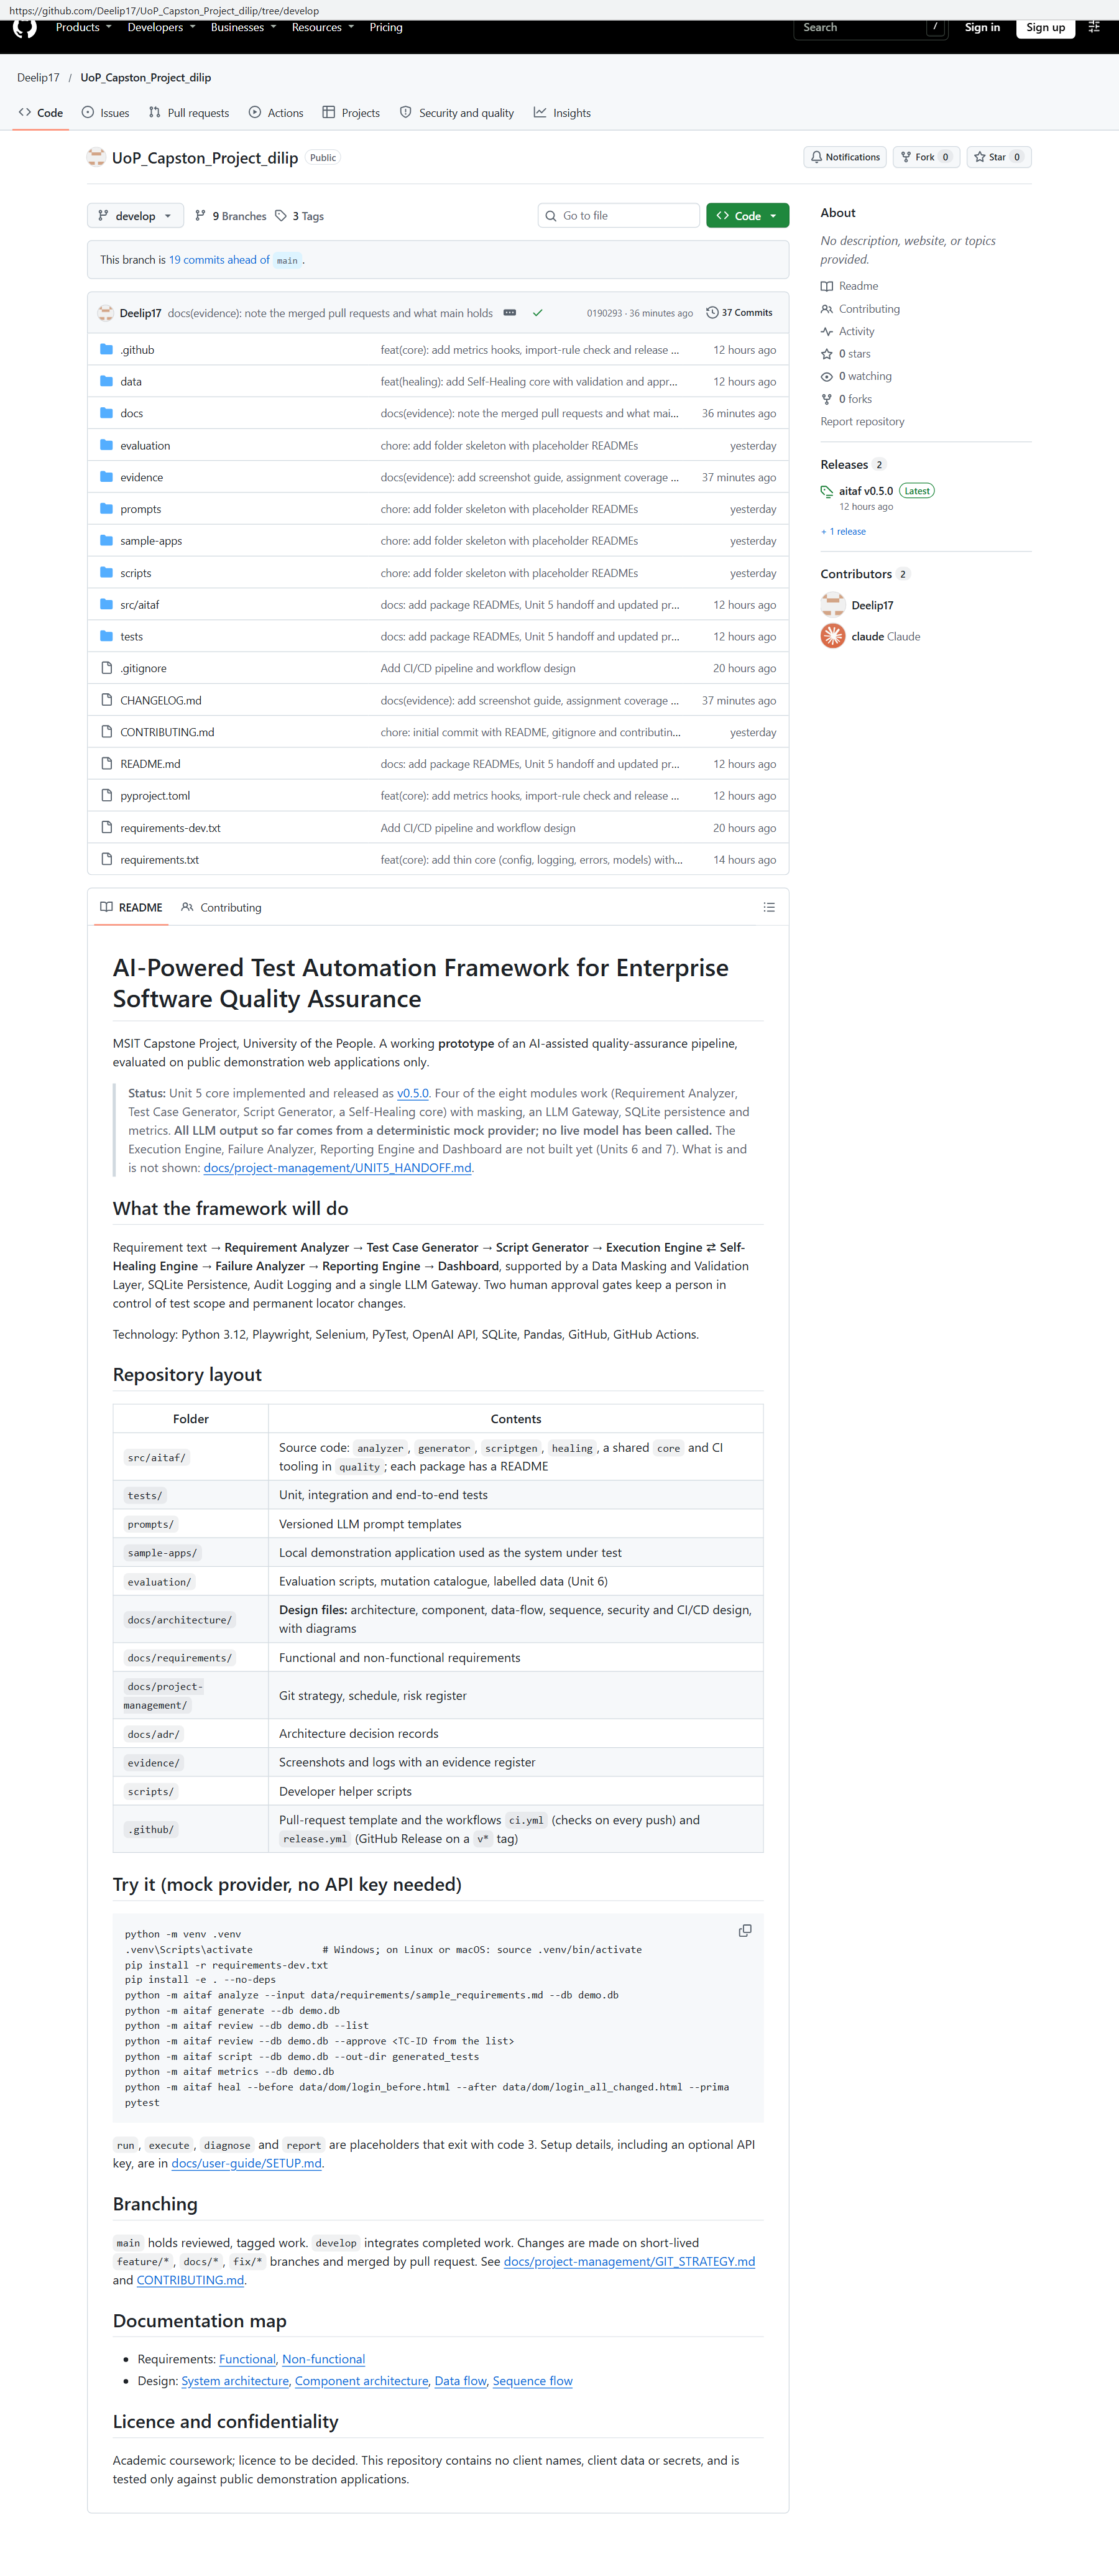 https://github.com/Deelip17/UoP_Capston_Project_dilip/tree/develop
Products Developers Businesses Resources Pricing Search / Sign in Sign up
Deelip17 / UoP_Capston_Project_dilip
Code Issues Pull requests Actions Projects Security and quality Insights
UoP_Capston_Project_dilip Public Notifications Fork 0 Star 0
develop 9 Branches 3 Tags Go to file Code
This branch is 19 commits ahead of main .
Deelip17 docs(evidence): note the merged pull requests and what main holds 0190293 · 36 minutes ago 37 Commits
.github feat(core): add metrics hooks, import-rule check and release ... 12 hours ago
data feat(healing): add Self-Healing core with validation and appr... 12 hours ago
docs docs(evidence): note the merged pull requests and what mai... 36 minutes ago
evaluation chore: add folder skeleton with placeholder READMEs yesterday
evidence docs(evidence): add screenshot guide, assignment coverage ... 37 minutes ago
prompts chore: add folder skeleton with placeholder READMEs yesterday
sample-apps chore: add folder skeleton with placeholder READMEs yesterday
scripts chore: add folder skeleton with placeholder READMEs yesterday
src/aitaf docs: add package READMEs, Unit 5 handoff and updated pr... 12 hours ago
tests docs: add package READMEs, Unit 5 handoff and updated pr... 12 hours ago
.gitignore Add CI/CD pipeline and workflow design 20 hours ago
CHANGELOG.md docs(evidence): add screenshot guide, assignment coverage ... 37 minutes ago
CONTRIBUTING.md chore: initial commit with README, gitignore and contributin... yesterday
README.md docs: add package READMEs, Unit 5 handoff and updated pr... 12 hours ago
pyproject.toml feat(core): add metrics hooks, import-rule check and release ... 12 hours ago
requirements-dev.txt Add CI/CD pipeline and workflow design 20 hours ago
requirements.txt feat(core): add thin core (config, logging, errors, models) with... 14 hours ago
About
No description, website, or topics
provided.
Readme
Contributing
Activity
0 stars
0 watching
0 forks
Report repository
Releases 2
aitaf v0.5.0 Latest
12 hours ago
+ 1 release
Contributors 2
Deelip17
claude Claude
README Contributing
AI-Powered Test Automation Framework for Enterprise
Software Quality Assurance
MSIT Capstone Project, University of the People. A working prototype of an AI-assisted quality-assurance pipeline,
evaluated on public demonstration web applications only.
Status: Unit 5 core implemented and released as v0.5.0. Four of the eight modules work (Requirement Analyzer,
Test Case Generator, Script Generator, a Self-Healing core) with masking, an LLM Gateway, SQLite persistence and
metrics. All LLM output so far comes from a deterministic mock provider; no live model has been called. The
Execution Engine, Failure Analyzer, Reporting Engine and Dashboard are not built yet (Units 6 and 7). What is and
is not shown: docs/project-management/UNIT5_HANDOFF.md.
What the framework will do
Requirement text → Requirement Analyzer → Test Case Generator → Script Generator → Execution Engine ⇄ Self-
Healing Engine → Failure Analyzer → Reporting Engine → Dashboard, supported by a Data Masking and Validation
Layer, SQLite Persistence, Audit Logging and a single LLM Gateway. Two human approval gates keep a person in
control of test scope and permanent locator changes.
Technology: Python 3.12, Playwright, Selenium, PyTest, OpenAI API, SQLite, Pandas, GitHub, GitHub Actions.
Repository layout
Folder Contents
src/aitaf/ Source code: analyzer , generator , scriptgen , healing , a shared core and CI
tooling in quality ; each package has a README
tests/ Unit, integration and end-to-end tests
prompts/ Versioned LLM prompt templates
sample-apps/ Local demonstration application used as the system under test
evaluation/ Evaluation scripts, mutation catalogue, labelled data (Unit 6)
docs/architecture/ Design files: architecture, component, data-flow, sequence, security and CI/CD design,
with diagrams
docs/requirements/ Functional and non-functional requirements
docs/project-
management/ Git strategy, schedule, risk register
docs/adr/ Architecture decision records
evidence/ Screenshots and logs with an evidence register
scripts/ Developer helper scripts
.github/ Pull-request template and the workflows ci.yml (checks on every push) and
release.yml (GitHub Release on a v* tag)
Try it (mock provider, no API key needed)
python -m venv .venv
.venv\Scripts\activate # Windows; on Linux or macOS: source .venv/bin/activate
pip install -r requirements-dev.txt
pip install -e . --no-deps
python -m aitaf analyze --input data/requirements/sample_requirements.md --db demo.db
python -m aitaf generate --db demo.db
python -m aitaf review --db demo.db --list
python -m aitaf review --db demo.db --approve <TC-ID from the list>
python -m aitaf script --db demo.db --out-dir generated_tests
python -m aitaf metrics --db demo.db
python -m aitaf heal --before data/dom/login_before.html --after data/dom/login_all_changed.html --prima
pytest
run , execute , diagnose and report are placeholders that exit with code 3. Setup details, including an optional API
key, are in docs/user-guide/SETUP.md.
Branching
main holds reviewed, tagged work. develop integrates completed work. Changes are made on short-lived
feature/* , docs/* , fix/* branches and merged by pull request. See docs/project-management/GIT_STRATEGY.md
and CONTRIBUTING.md.
Documentation map
• Requirements: Functional, Non-functional
• Design: System architecture, Component architecture, Data flow, Sequence flow
Licence and confidentiality
Academic coursework; licence to be decided. This repository contains no client names, client data or secrets, and is
tested only against public demonstration applications.